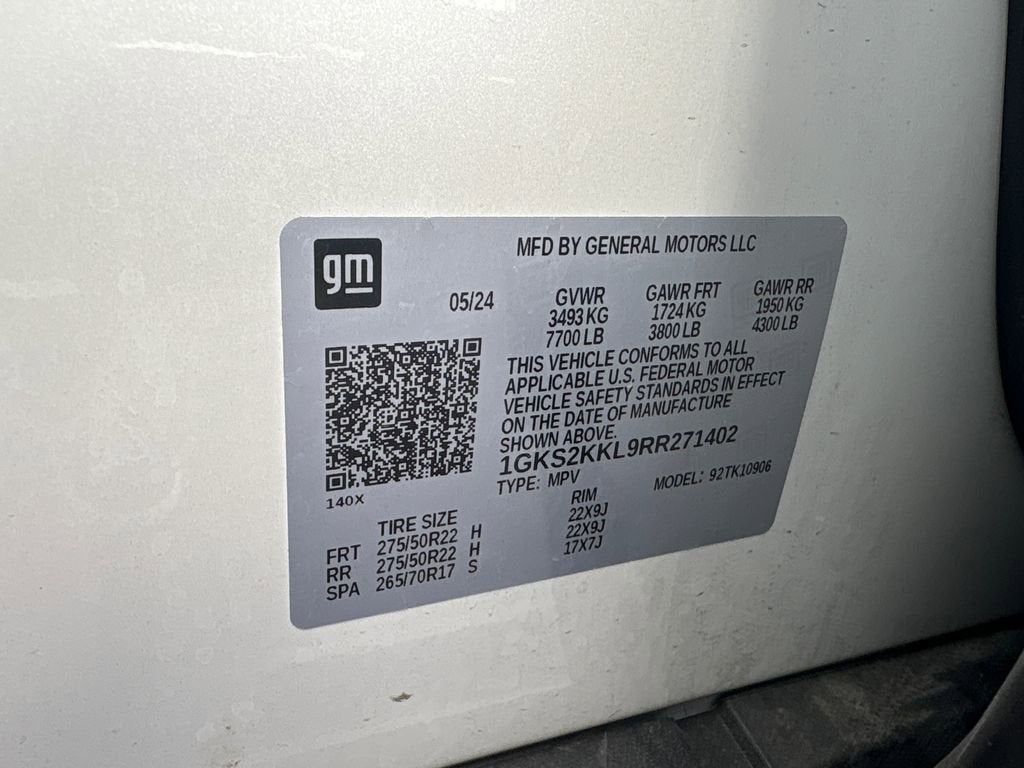 gm
MFD BY GENERAL MOTORS LLC
05/24
GVWR
3493 KG
7700 LB
GAWR FRT
1724 KG
3800 LB
GAWR RR
1950 KG
4300 LB
THIS VEHICLE CONFORMS TO ALL
APPLICABLE U.S. FEDERAL MOTOR
VEHICLE SAFETY STANDARDS IN EFFECT
ON THE DATE OF MANUFACTURE
SHOWN ABOVE.
1GKS2KKL9RR271402
TYPE: MPV MODEL: 92TK10906
140X
TIRE SIZE RIM
FRT 275/50R22 H 22X9J
RR 275/50R22 H 22X9J
SPA 265/70R17 S 17X7J